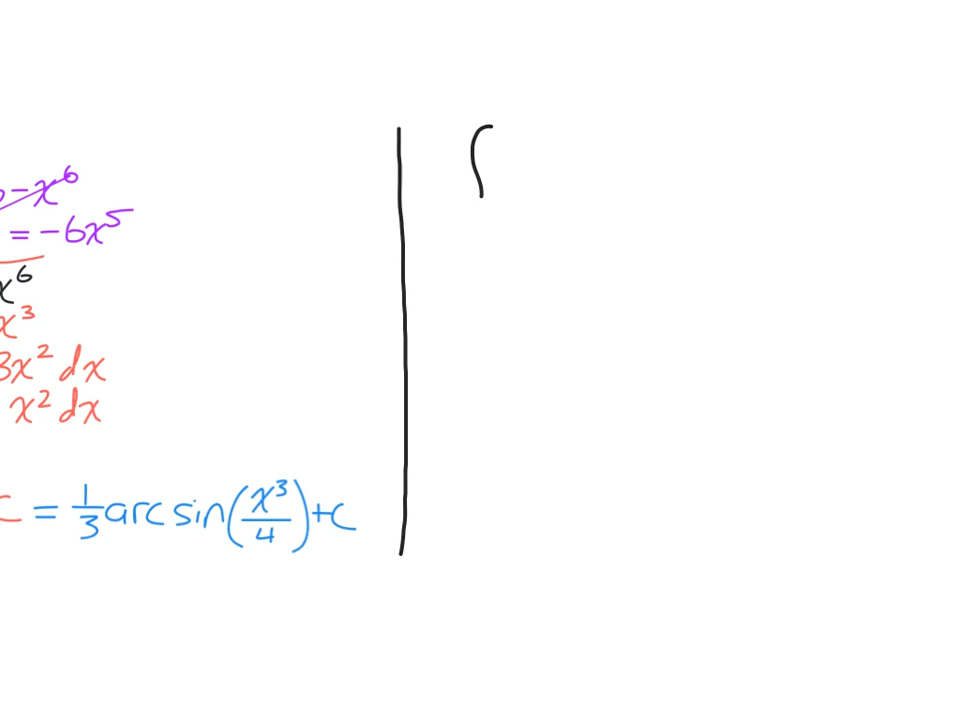 -x⁶
= -6x⁵
x⁶
x³
3x² dx
x² dx
= 1/3 arcsin(x³/4) + C
∫